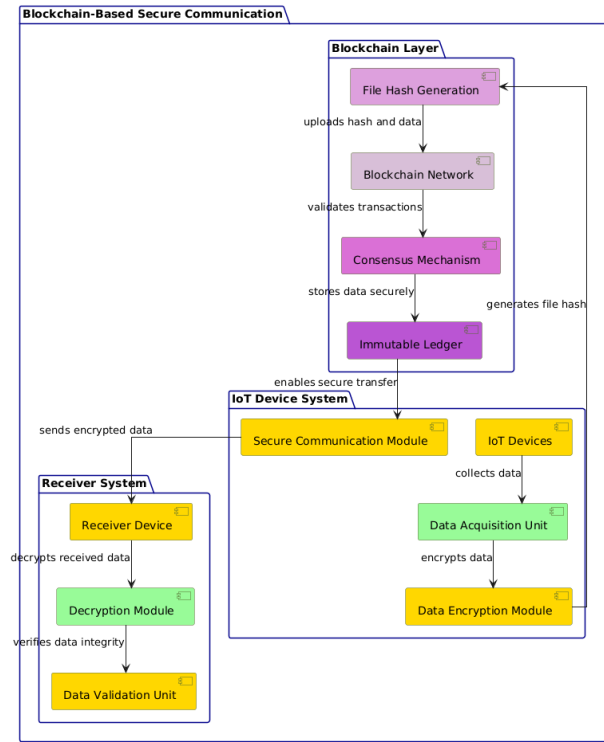 Blockchain-Based Secure Communication
Blockchain Layer
File Hash Generation
uploads hash and data
Blockchain Network
validates transactions
Consensus Mechanism
stores data securely
generates file hash
Immutable Ledger
enables secure transfer
IoT Device System
sends encrypted data
Secure Communication Module
IoT Devices
collects data
Receiver System
Receiver Device
Data Acquisition Unit
decrypts received data
encrypts data
Decryption Module
Data Encryption Module
verifies data integrity
Data Validation Unit